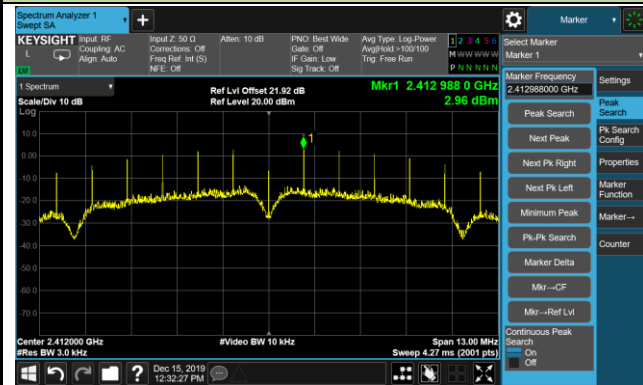 Spectrum Analyzer 1
Swept SA
+
Marker
KEYSIGHT
L
LXI
Input: RF
Coupling: AC
Align: Auto
Input Z: 50 Ω
Corrections: Off
Freq Ref: Int (S)
NFE: Off
Atten: 10 dB
PNO: Best Wide
Gate: Off
IF Gain: Low
Sig Track: Off
Avg Type: Log-Power
Avg|Hold:>100/100
Trig: Free Run
1 2 3 4 5 6
M W W W W W
P N N N N N
Select Marker
Marker 1
1 Spectrum
Scale/Div 10 dB
Log
Ref Lvl Offset 21.92 dB
Ref Level 20.00 dBm
Mkr1 2.412 988 0 GHz
2.96 dBm
1
10.0
0.00
-10.0
-20.0
-30.0
-40.0
-50.0
-60.0
-70.0
Center 2.412000 GHz
#Res BW 3.0 kHz
#Video BW 10 kHz
Span 13.00 MHz
Sweep 4.27 ms (2001 pts)
Marker Frequency
2.412988000 GHz
Peak Search
Next Peak
Next Pk Right
Next Pk Left
Minimum Peak
Pk-Pk Search
Marker Delta
Mkr→CF
Mkr→Ref Lvl
Continuous Peak
Search
On
Off
Settings
Peak
Search
Pk Search
Config
Properties
Marker
Function
Marker→
Counter
?
Dec 15, 2019
12:32:27 PM